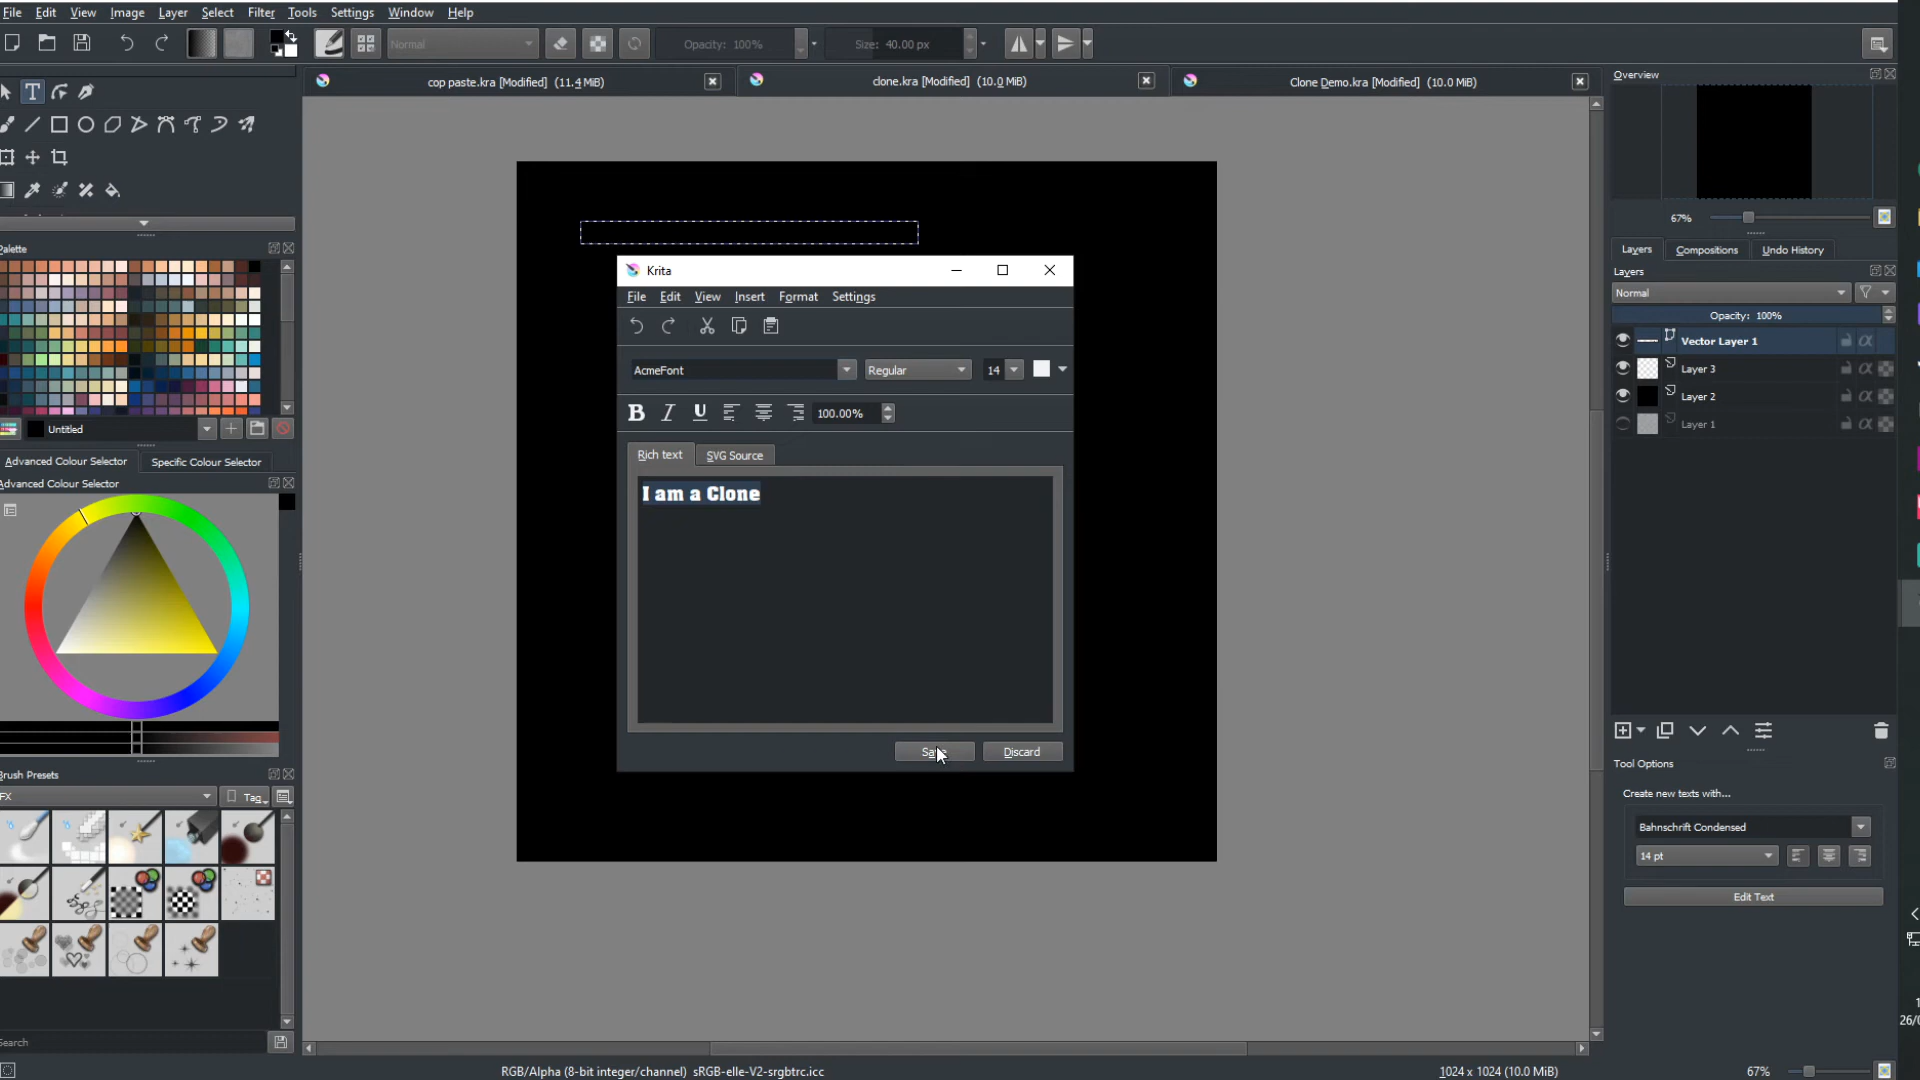 File Edit View Image Layer Select Filter Tools Settings Window Help
Normal
Opacity: 100%
Size: 40.00 px
cop paste.kra [Modified] (11.4 MiB)
clone.kra [Modified] (10.0 MiB)
Clone Demo.kra [Modified] (10.0 MiB)
Overview
67%
Layers Compositions Undo History
Layers
Normal
Opacity: 100%
Vector Layer 1
Layer 3
Layer 2
Layer 1
Tool Options
Create new texts with...
Bahnschrift Condensed
14 pt
Edit Text
Palette
Untitled
Advanced Colour Selector Specific Colour Selector
Advanced Colour Selector
Brush Presets
FX
Tag
Search
Krita
File Edit View Insert Format Settings
AcmeFont
Regular
14
B I U
100.00%
Rich text SVG Source
I am a Clone
Discard
RGB/Alpha (8-bit integer/channel) sRGB-elle-V2-srgbtrc.icc
1024 x 1024 (10.0 MiB)
67%